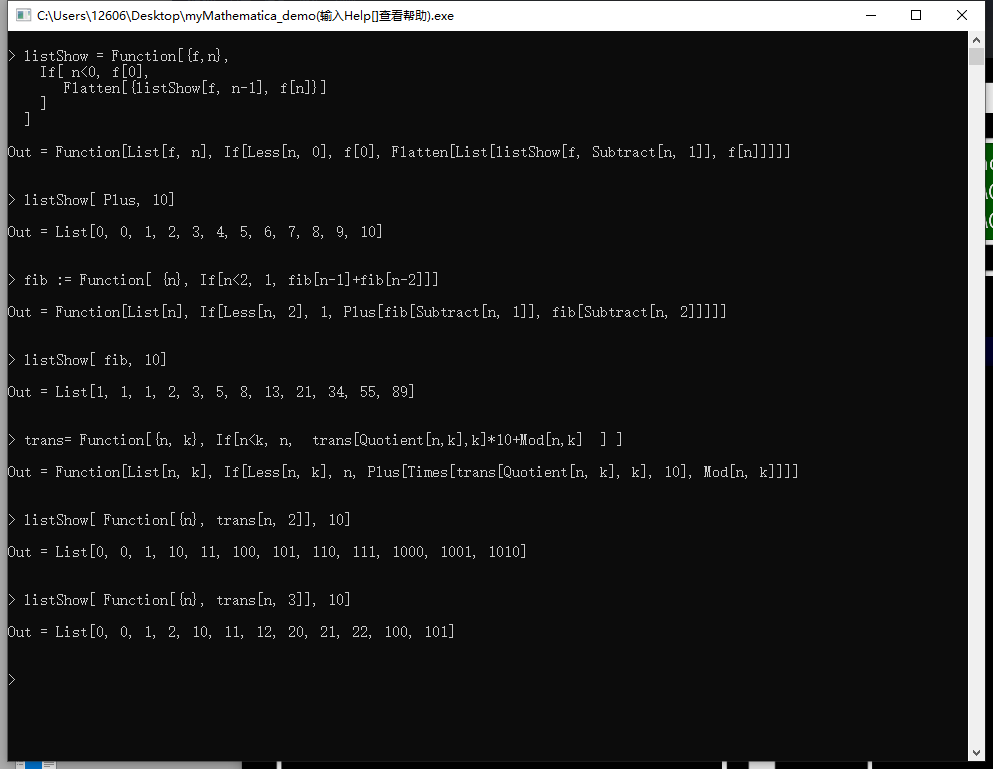 C:\Users\12606\Desktop\myMathematica_demo(输入Help[]查看帮助).exe
> listShow = Function[{f,n},
If[ n<0, f[0],
Flatten[{listShow[f, n-1], f[n]}]
]
]
Out = Function[List[f, n], If[Less[n, 0], f[0], Flatten[List[listShow[f, Subtract[n, 1]], f[n]]]]]
> listShow[ Plus, 10]
Out = List[0, 0, 1, 2, 3, 4, 5, 6, 7, 8, 9, 10]
> fib := Function[ {n}, If[n<2, 1, fib[n-1]+fib[n-2]]]
Out = Function[List[n], If[Less[n, 2], 1, Plus[fib[Subtract[n, 1]], fib[Subtract[n, 2]]]]]
> listShow[ fib, 10]
Out = List[1, 1, 1, 2, 3, 5, 8, 13, 21, 34, 55, 89]
> trans= Function[{n, k}, If[n<k, n,  trans[Quotient[n,k],k]*10+Mod[n,k]  ] ]
Out = Function[List[n, k], If[Less[n, k], n, Plus[Times[trans[Quotient[n, k], k], 10], Mod[n, k]]]]
> listShow[ Function[{n}, trans[n, 2]], 10]
Out = List[0, 0, 1, 10, 11, 100, 101, 110, 111, 1000, 1001, 1010]
> listShow[ Function[{n}, trans[n, 3]], 10]
Out = List[0, 0, 1, 2, 10, 11, 12, 20, 21, 22, 100, 101]
>